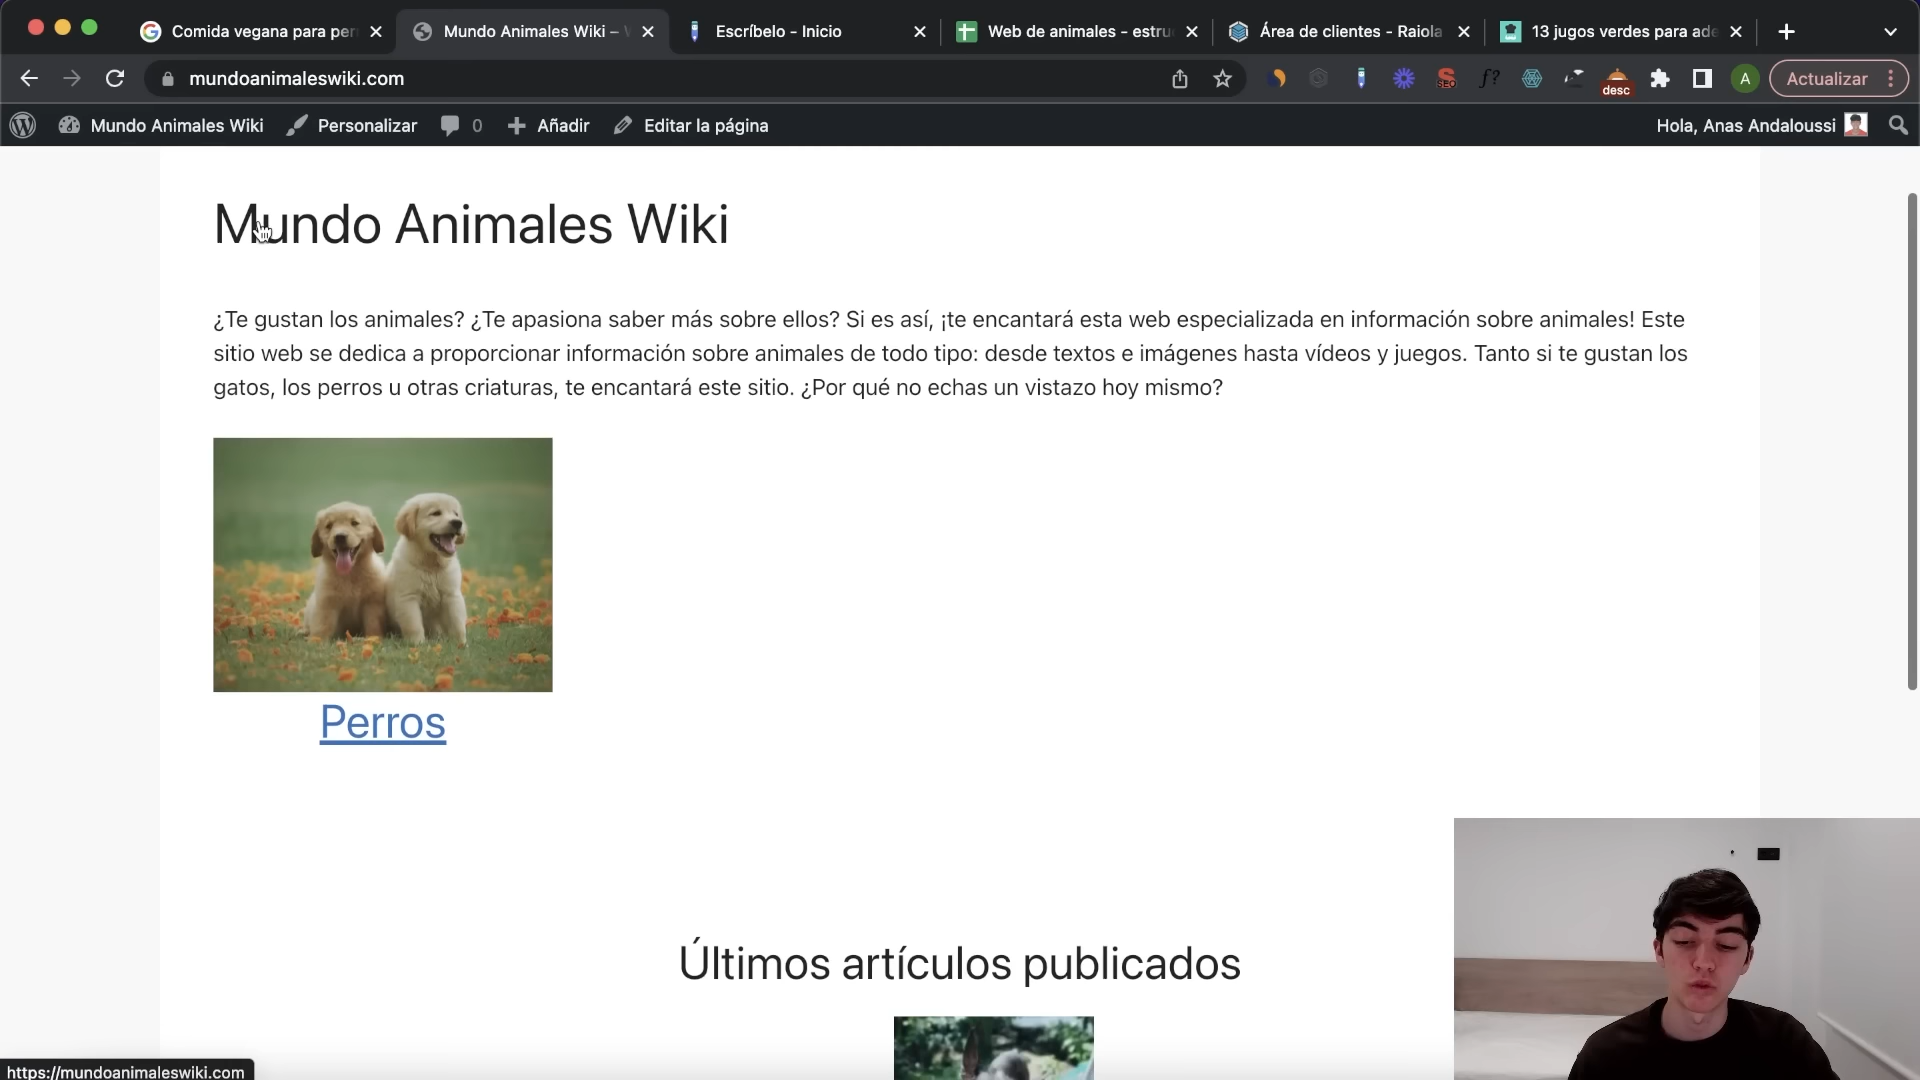 Comida vegana para per
Mundo Animales Wiki –
Escríbelo - Inicio
Web de animales - estru
Área de clientes - Raiola
13 jugos verdes para ade
mundoanimaleswiki.com
SEO
f?
desc
A
Actualizar
Mundo Animales Wiki
Personalizar
0
Añadir
Editar la página
Hola, Anas Andaloussi
Mundo Animales Wiki
¿Te gustan los animales? ¿Te apasiona saber más sobre ellos? Si es así, ¡te encantará esta web especializada en información sobre animales! Este
sitio web se dedica a proporcionar información sobre animales de todo tipo: desde textos e imágenes hasta vídeos y juegos. Tanto si te gustan los
gatos, los perros u otras criaturas, te encantará este sitio. ¿Por qué no echas un vistazo hoy mismo?
Perros
Últimos artículos publicados
https://mundoanimaleswiki.com